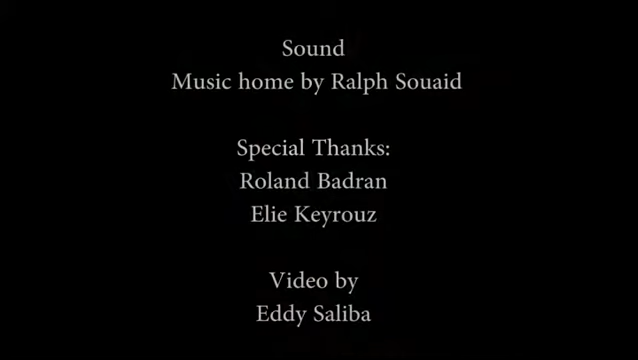 Sound
Music home by Ralph Souaid
Special Thanks:
Roland Badran
Elie Keyrouz
Video by
Eddy Saliba